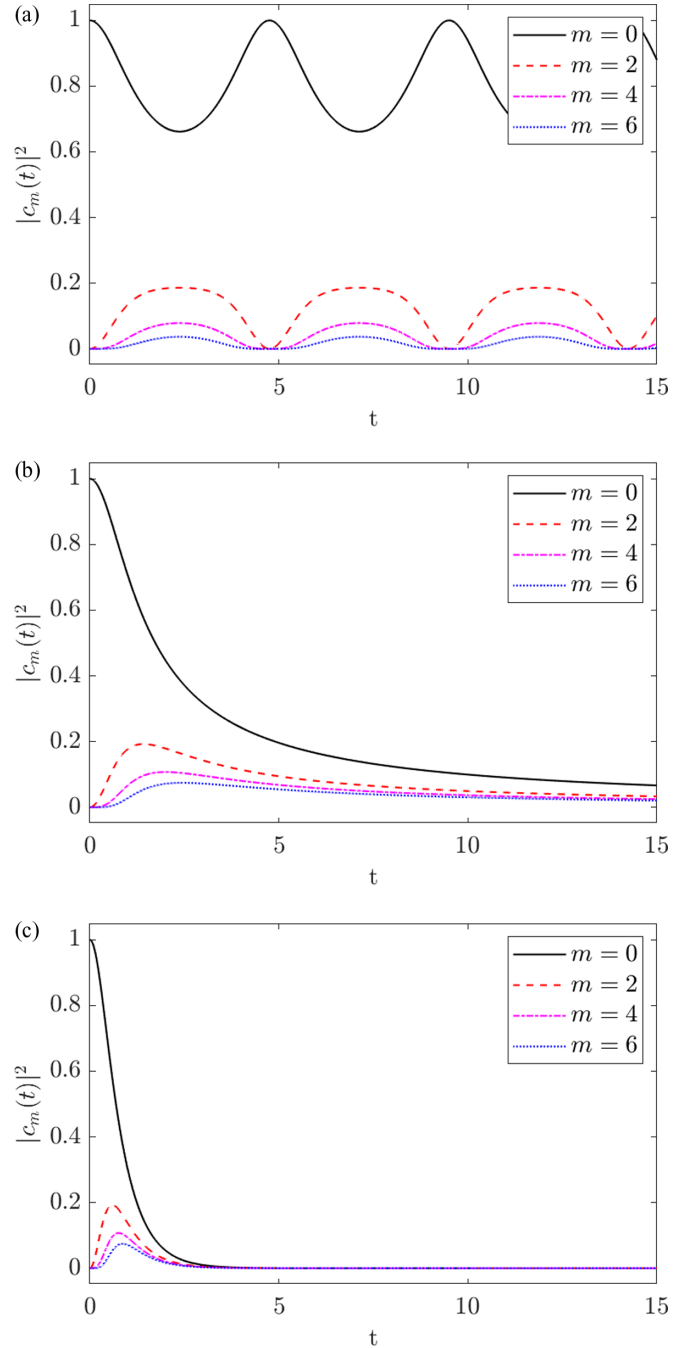 (a)
1
0.8
0.6
0.4
0.2
0
|c_m(t)|^2
0 5 10 15
t
m = 0
m = 2
m = 4
m = 6
(b)
1
0.8
0.6
0.4
0.2
0
|c_m(t)|^2
0 5 10 15
t
m = 0
m = 2
m = 4
m = 6
(c)
1
0.8
0.6
0.4
0.2
0
|c_m(t)|^2
0 5 10 15
t
m = 0
m = 2
m = 4
m = 6